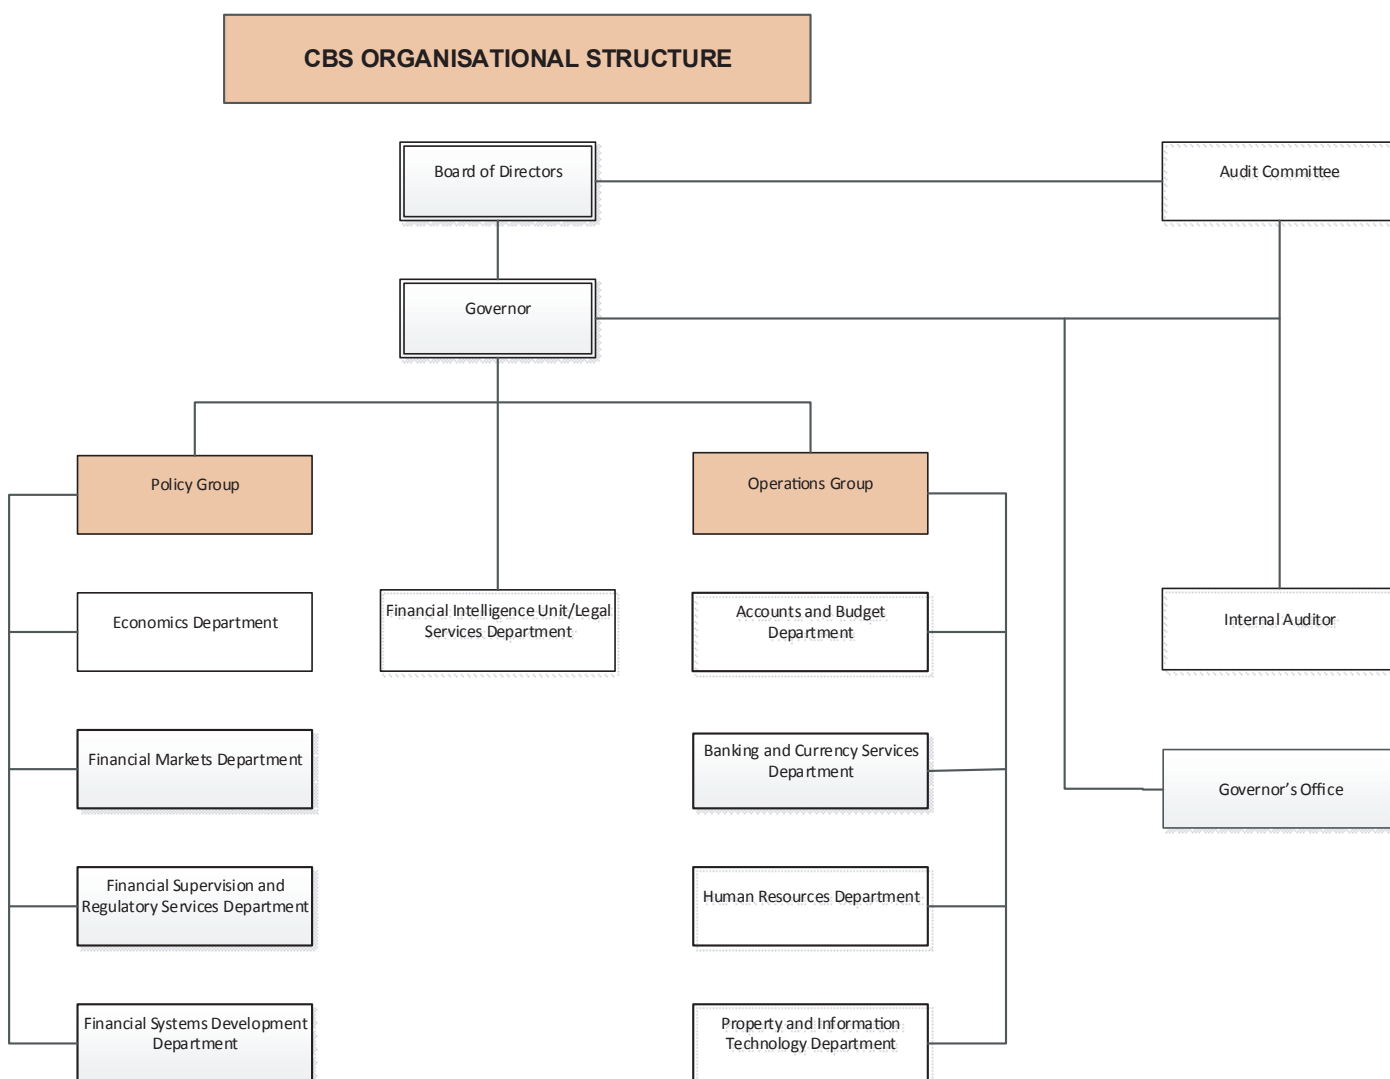 CBS ORGANISATIONAL STRUCTURE
Board of Directors
Audit Committee
Governor
Policy Group
Operations Group
Economics Department
Financial Intelligence Unit/Legal
Services Department
Accounts and Budget
Department
Internal Auditor
Financial Markets Department
Banking and Currency Services
Department
Governor’s Office
Financial Supervision and
Regulatory Services Department
Human Resources Department
Financial Systems Development
Department
Property and Information
Technology Department